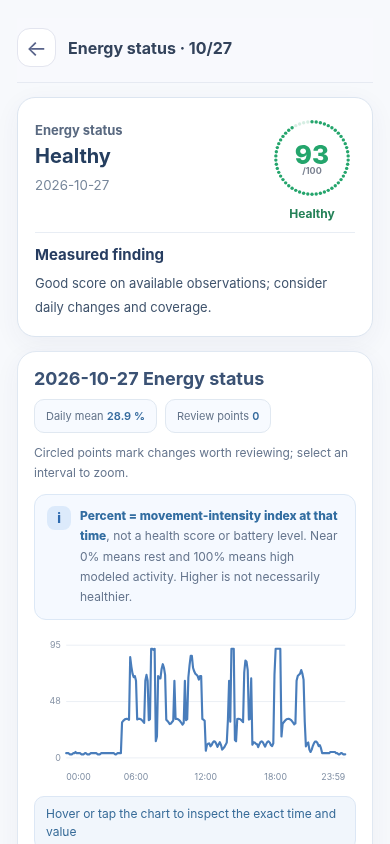 Energy status · 10/27
Energy status
Healthy
2026-10-27
93
/100
Healthy
Measured finding
Good score on available observations; consider
daily changes and coverage.
2026-10-27 Energy status
Daily mean 28.9 %
Review points 0
Circled points mark changes worth reviewing; select an
interval to zoom.
i
Percent = movement-intensity index at that
time, not a health score or battery level. Near
0% means rest and 100% means high
modeled activity. Higher is not necessarily
healthier.
95
48
0
00:00 06:00 12:00 18:00 23:59
Hover or tap the chart to inspect the exact time and
value